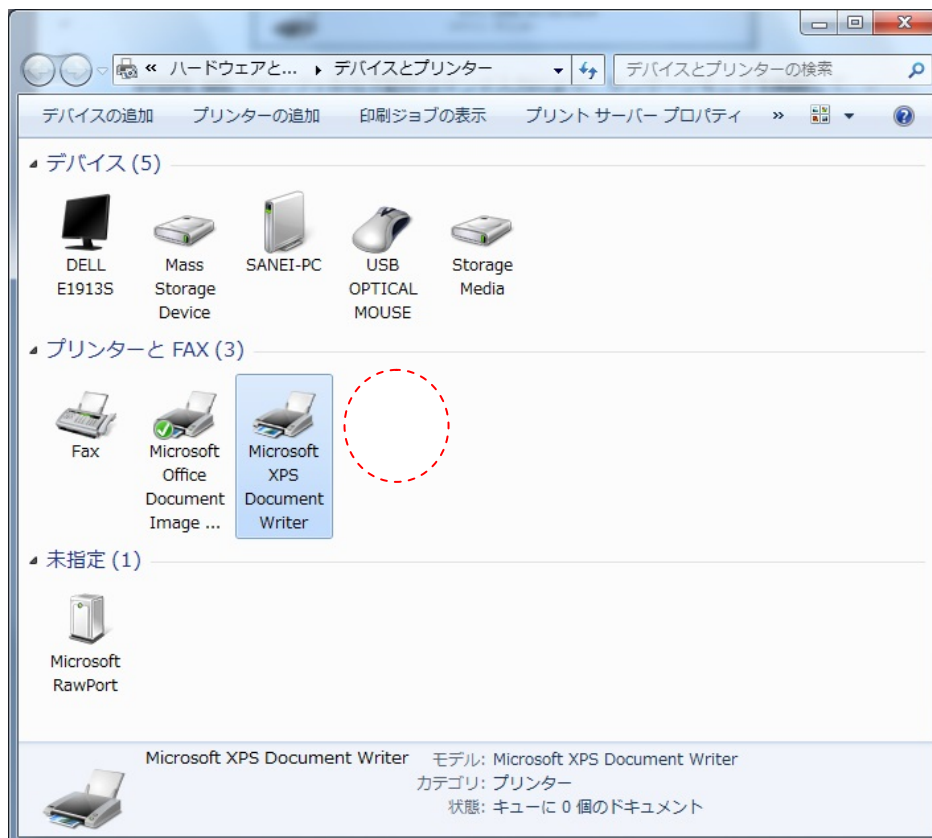 « ハードウェアと... ▸ デバイスとプリンター
デバイスとプリンターの検索
デバイスの追加 プリンターの追加 印刷ジョブの表示 プリント サーバー プロパティ »
デバイス (5)
DELL
E1913S
Mass
Storage
Device
SANEI-PC
USB
OPTICAL
MOUSE
Storage
Media
プリンターと FAX (3)
Fax
Microsoft
Office
Document
Image ...
Microsoft
XPS
Document
Writer
未指定 (1)
Microsoft
RawPort
Microsoft XPS Document Writer
モデル: Microsoft XPS Document Writer
カテゴリ: プリンター
状態: キューに 0 個のドキュメント